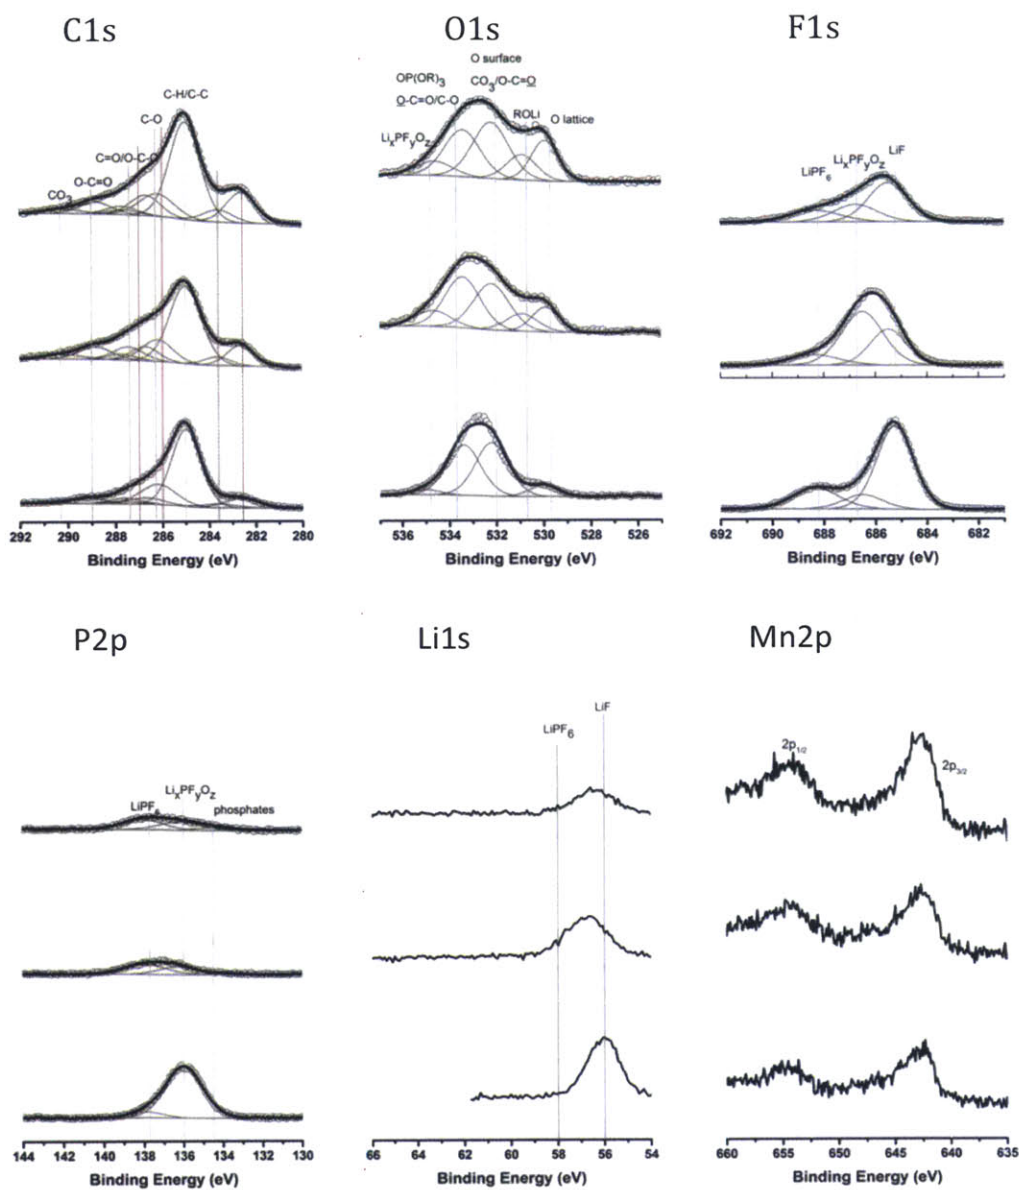 C1s
O1s
F1s
O surface
OP(OR)3
CO3/O-C=O
C-H/C-C
O-C=O/C-O
C-O
ROLi
O lattice
LixPFyOz
C=O/O-C-O
LixPFyOz
LiF
LiPF6
O-C=O
CO3
292 290 288 286 284 282 280
536 534 532 530 528 526
692 690 688 686 684 682
Binding Energy (eV)
Binding Energy (eV)
Binding Energy (eV)
P2p
Li1s
Mn2p
LiF
LiPF6
2p1/2
2p3/2
LixPFyOz
LiPF6
phosphates
144 142 140 138 136 134 132 130
66 64 62 60 58 56 54
660 655 650 645 640 635
Binding Energy (eV)
Binding Energy (eV)
Binding Energy (eV)